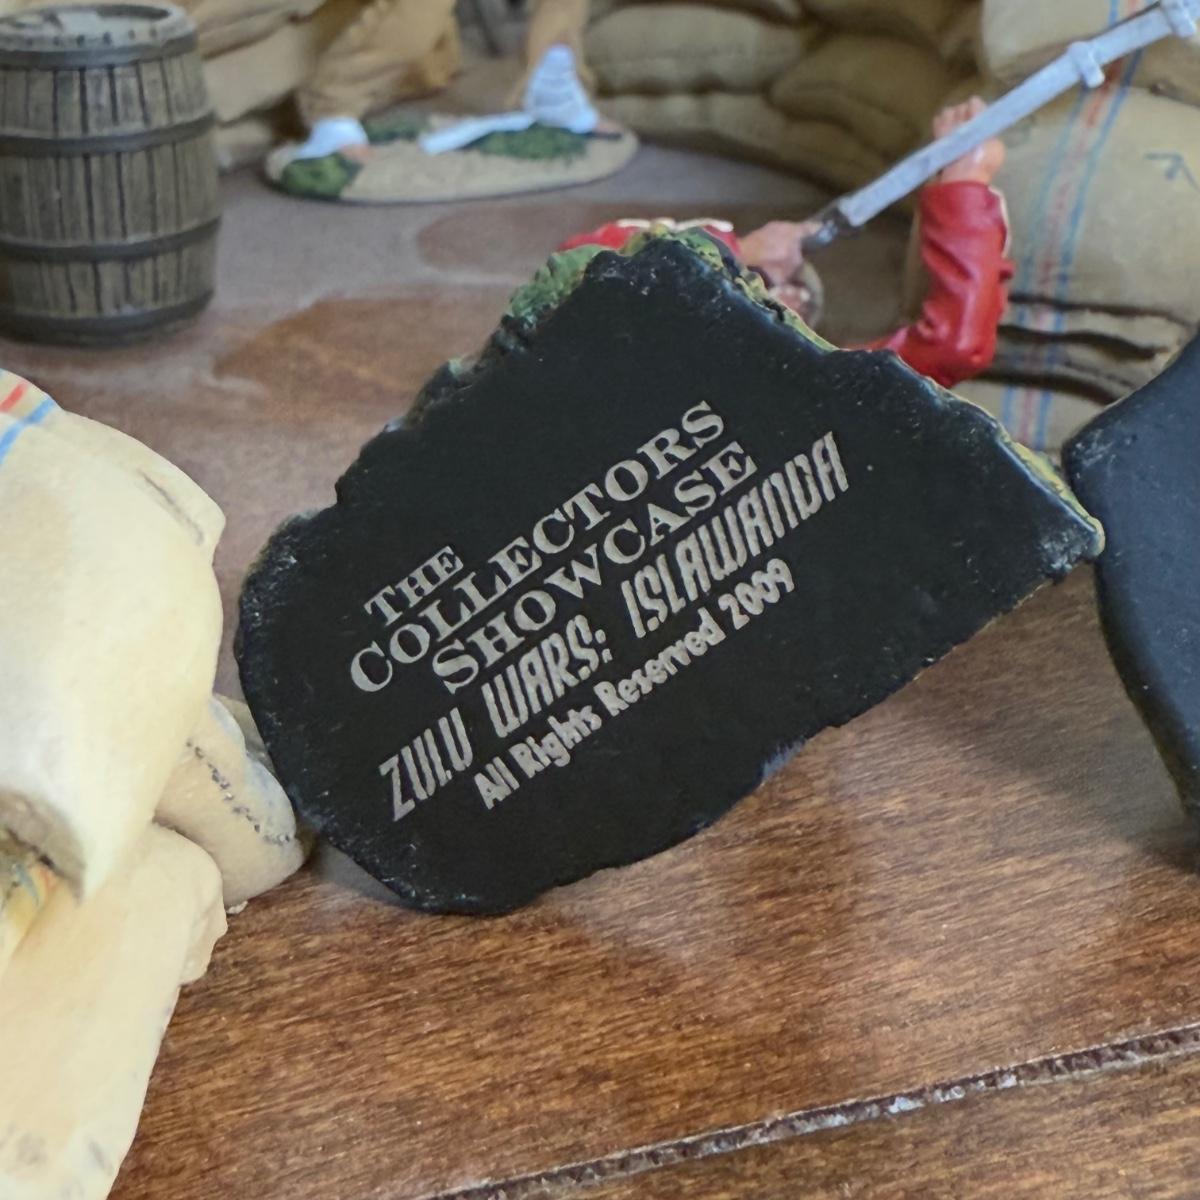 THE
COLLECTORS
SHOWCASE
ZULU WARS: ISLAWANDA
All Rights Reserved 2009